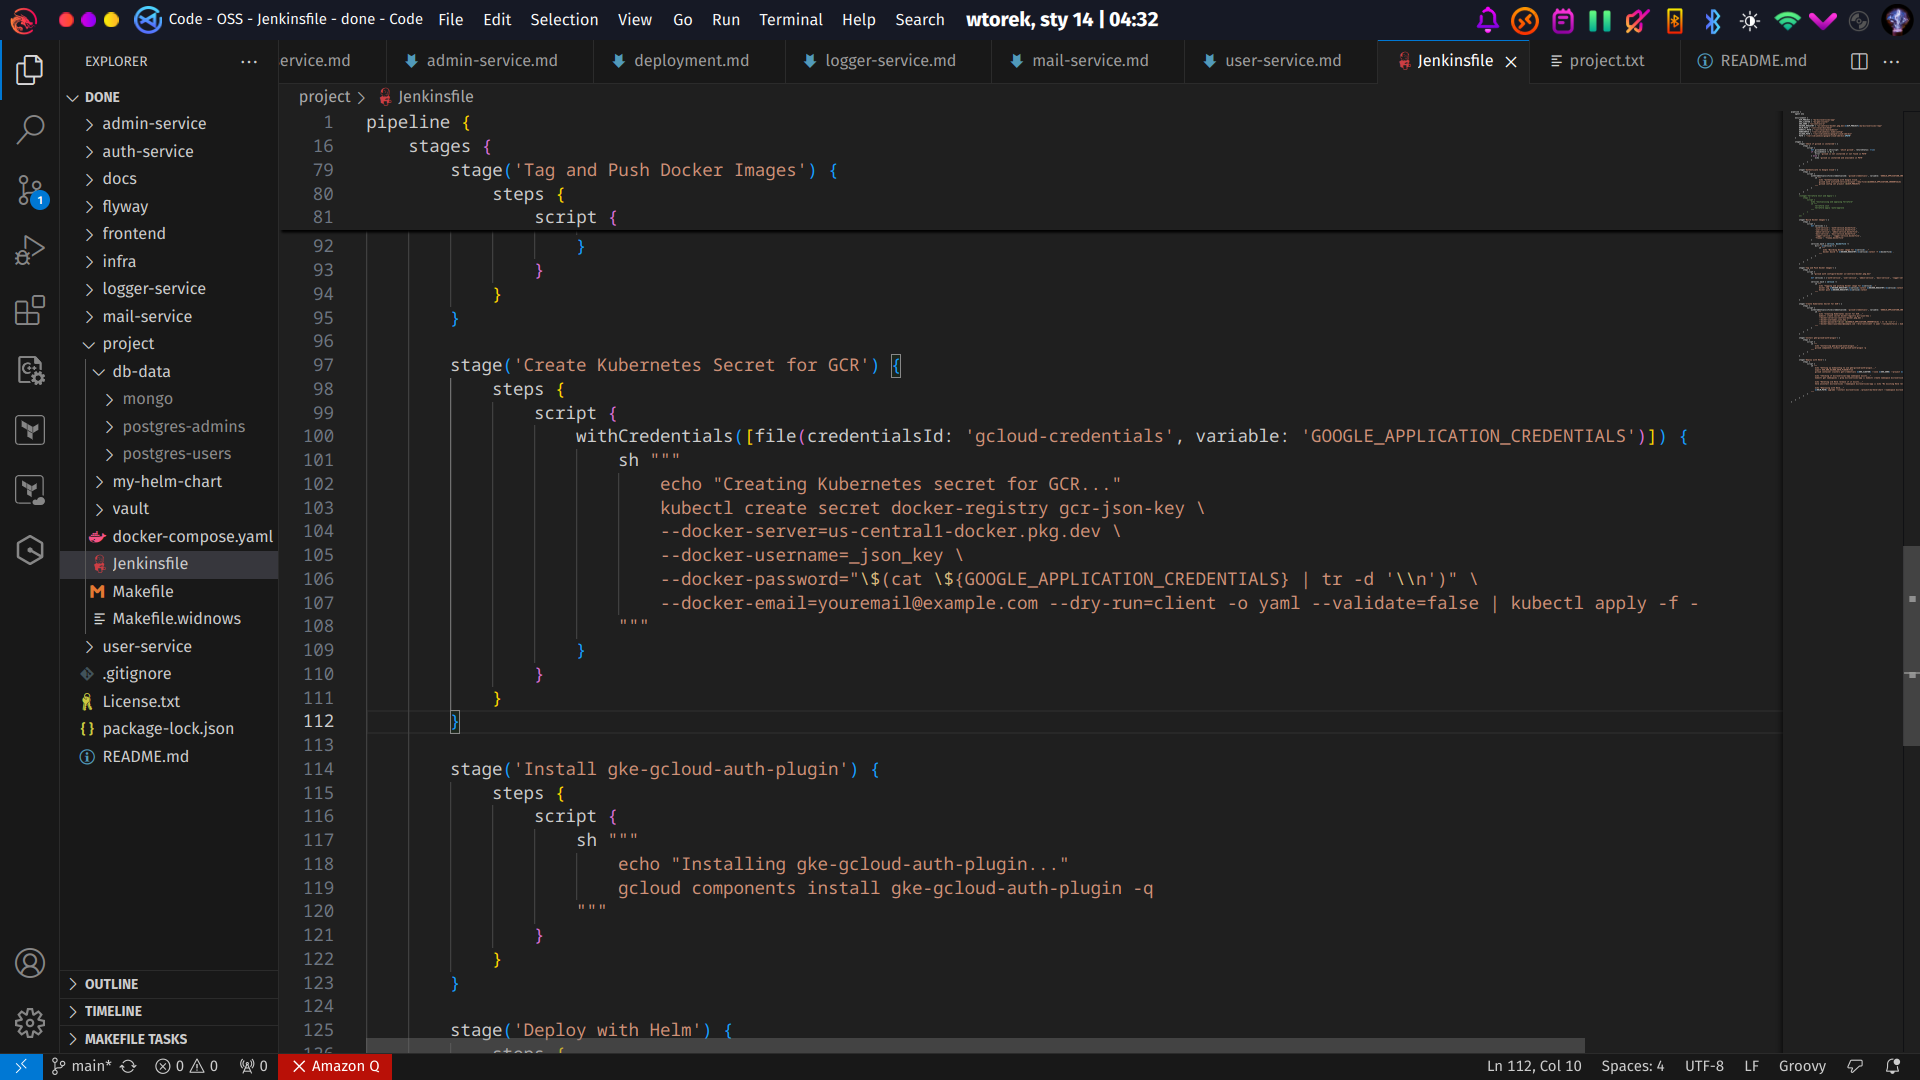 Code - OSS - Jenkinsfile - done - Code File Edit Selection View Go Run Terminal Help Search wtorek, sty 14 | 04:32
EXPLORER
ervice.md admin-service.md deployment.md logger-service.md mail-service.md user-service.md Jenkinsfile project.txt README.md
DONE
admin-service
auth-service
docs
flyway
frontend
infra
logger-service
mail-service
project
db-data
mongo
postgres-admins
postgres-users
my-helm-chart
vault
docker-compose.yaml
Jenkinsfile
Makefile
Makefile.widnows
user-service
.gitignore
License.txt
package-lock.json
README.md
OUTLINE
TIMELINE
MAKEFILE TASKS
1
project > Jenkinsfile
1 pipeline {
16 stages {
79 stage('Tag and Push Docker Images') {
80 steps {
81 script {
92 }
93 }
94 }
95 }
96
97 stage('Create Kubernetes Secret for GCR') {
98 steps {
99 script {
100 withCredentials([file(credentialsId: 'gcloud-credentials', variable: 'GOOGLE_APPLICATION_CREDENTIALS')]) {
101 sh """
102 echo "Creating Kubernetes secret for GCR..."
103 kubectl create secret docker-registry gcr-json-key \
104 --docker-server=us-central1-docker.pkg.dev \
105 --docker-username=_json_key \
106 --docker-password="\$(cat \${GOOGLE_APPLICATION_CREDENTIALS} | tr -d '\\n')" \
107 --docker-email=youremail@example.com --dry-run=client -o yaml --validate=false | kubectl apply -f -
108 """
109 }
110 }
111 }
112 }
113
114 stage('Install gke-gcloud-auth-plugin') {
115 steps {
116 script {
117 sh """
118 echo "Installing gke-gcloud-auth-plugin..."
119 gcloud components install gke-gcloud-auth-plugin -q
120 """
121 }
122 }
123 }
124
125 stage('Deploy with Helm') {
126 steps {
main* 0 0 0 Amazon Q Ln 112, Col 10 Spaces: 4 UTF-8 LF Groovy